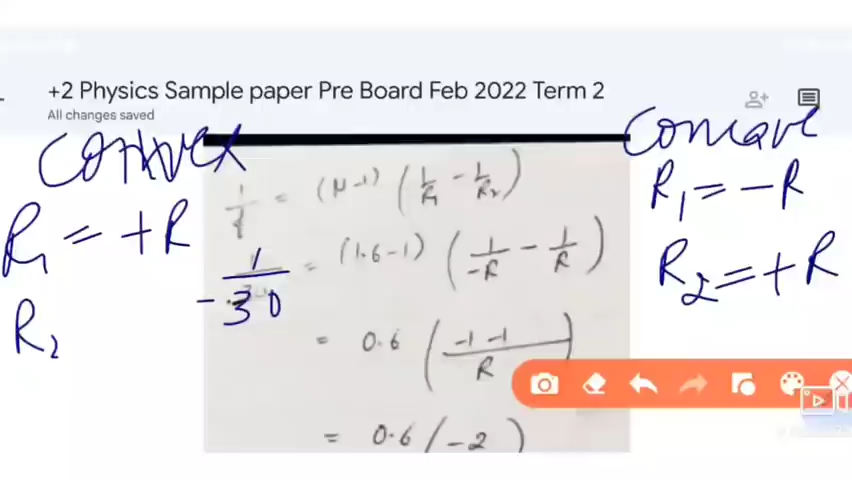 +2 Physics Sample paper Pre Board Feb 2022 Term 2
All changes saved
Convex
R₁ = +R
R₂
Concave
R₁ = -R
R₂ = +R
1/f = (μ-1) (1/R₁ - 1/R₂)
1/-30 = (1.6-1) (1/-R - 1/R)
= 0.6 (-1-1/R)
= 0.6 (-2)